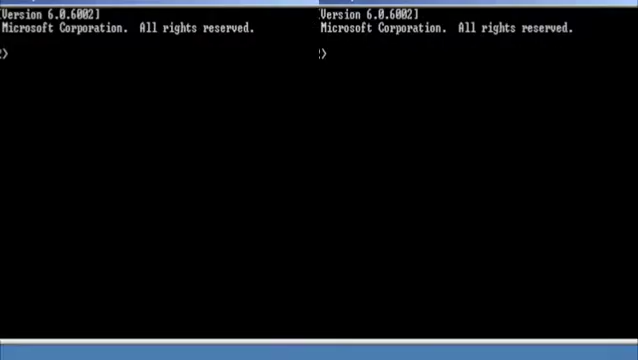 [Version 6.0.6002]
Microsoft Corporation. All rights reserved.
>
[Version 6.0.6002]
Microsoft Corporation. All rights reserved.
>